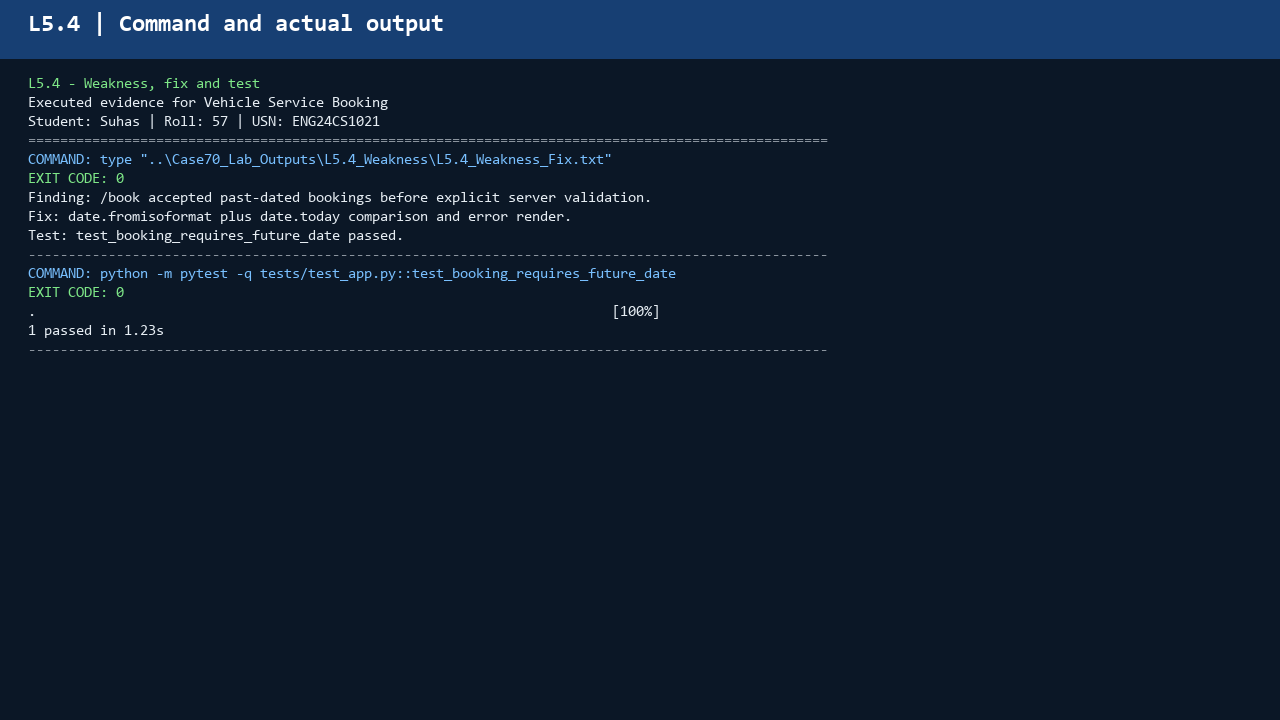 L5.4 | Command and actual output
L5.4 - Weakness, fix and test
Executed evidence for Vehicle Service Booking
Student: Suhas | Roll: 57 | USN: ENG24CS1021
====================================================================================================
COMMAND: type "..\Case70_Lab_Outputs\L5.4_Weakness\L5.4_Weakness_Fix.txt"
EXIT CODE: 0
Finding: /book accepted past-dated bookings before explicit server validation.
Fix: date.fromisoformat plus date.today comparison and error render.
Test: test_booking_requires_future_date passed.
----------------------------------------------------------------------------------------------------
COMMAND: python -m pytest -q tests/test_app.py::test_booking_requires_future_date
EXIT CODE: 0
.                                                                        [100%]
1 passed in 1.23s
----------------------------------------------------------------------------------------------------